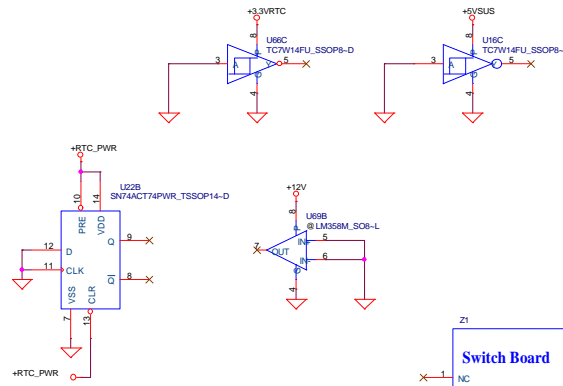 +3.3VRTC
+5VSUS
8
U66C
TC7W14FU_SSOP8~D
8
U16C
TC7W14FU_SSOP8~
3
A
P
G
Y
5
3
A
P
G
Y
5
4
4
+RTC_PWR
U22B
SN74ACT74PWR_TSSOP14~D
+12V
10
14
8
U69B
@LM358M_SO8~L
PRE
VDD
12
D
Q
9
7
OUT
P
IN+
5
11
CLK
Q
8
IN-
6
G
VSS
CLR
4
7
13
Z1
Switch Board
+RTC_PWR
1
NC